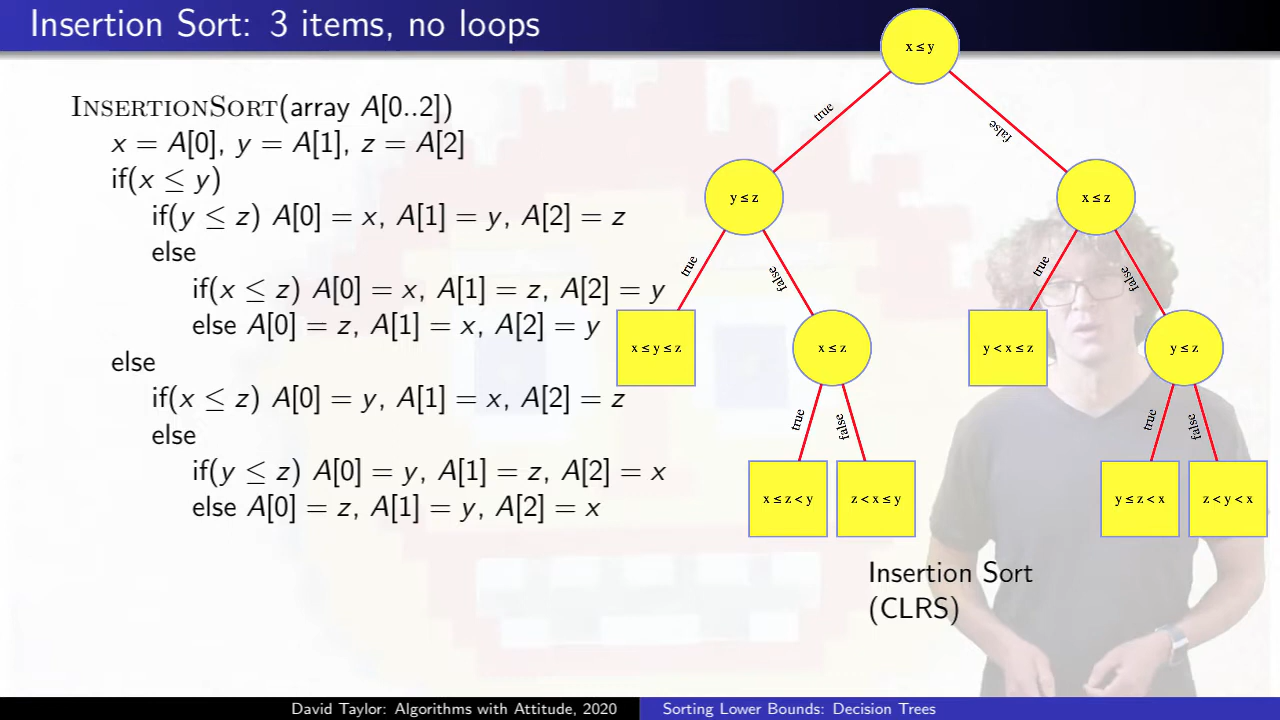 Insertion Sort: 3 items, no loops
INSERTIONSORT(array A[0..2])
x = A[0], y = A[1], z = A[2]
if(x ≤ y)
if(y ≤ z) A[0] = x, A[1] = y, A[2] = z
else
if(x ≤ z) A[0] = x, A[1] = z, A[2] = y
else A[0] = z, A[1] = x, A[2] = y
else
if(x ≤ z) A[0] = y, A[1] = x, A[2] = z
else
if(y ≤ z) A[0] = y, A[1] = z, A[2] = x
else A[0] = z, A[1] = y, A[2] = x
x ≤ y
true
false
y ≤ z
x ≤ z
true
false
true
false
x ≤ y ≤ z
x ≤ z
y < x ≤ z
y ≤ z
true
false
true
false
x ≤ z < y
z < x ≤ y
y ≤ z < x
z < y < x
Insertion Sort
(CLRS)
David Taylor: Algorithms with Attitude, 2020
Sorting Lower Bounds: Decision Trees